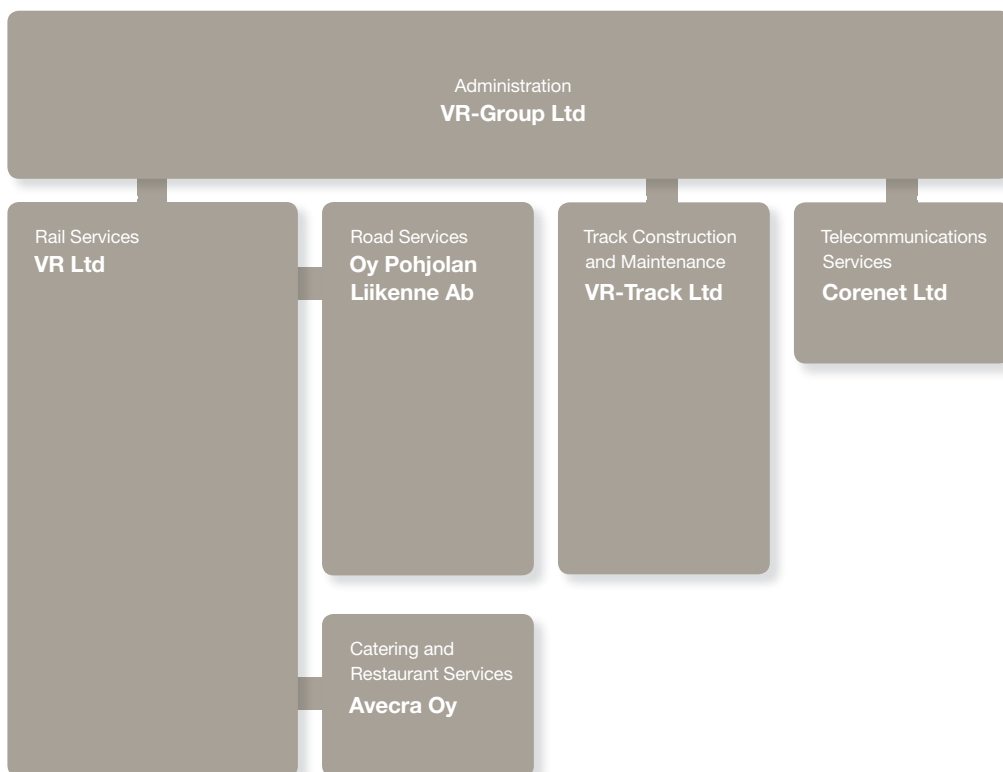 Administration
VR-Group Ltd
Rail Services
VR Ltd
Road Services
Oy Pohjolan
Liikenne Ab
Track Construction
and Maintenance
VR-Track Ltd
Telecommunications
Services
Corenet Ltd
Catering and
Restaurant Services
Avecra Oy